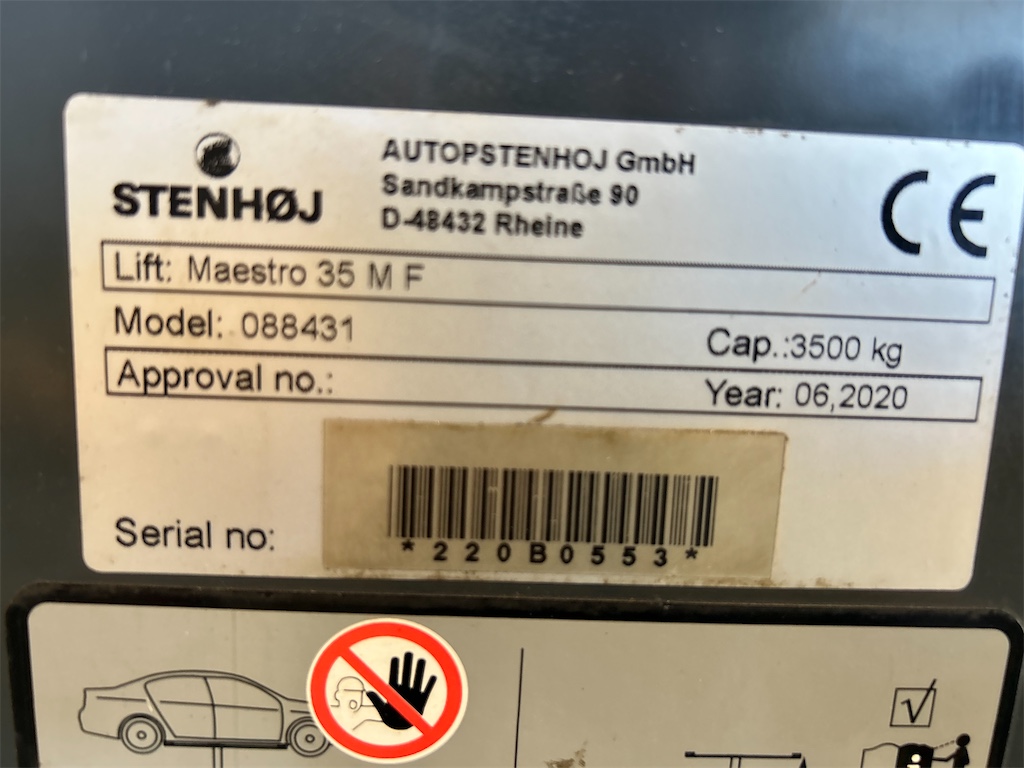 STENHØJ
AUTOPSTENHOJ GmbH
Sandkampstraße 90
D-48432 Rheine
CE
Lift: Maestro 35 M F
Model: 088431
Cap.:3500 kg
Approval no.:
Year: 06,2020
Serial no:
*220B0553*